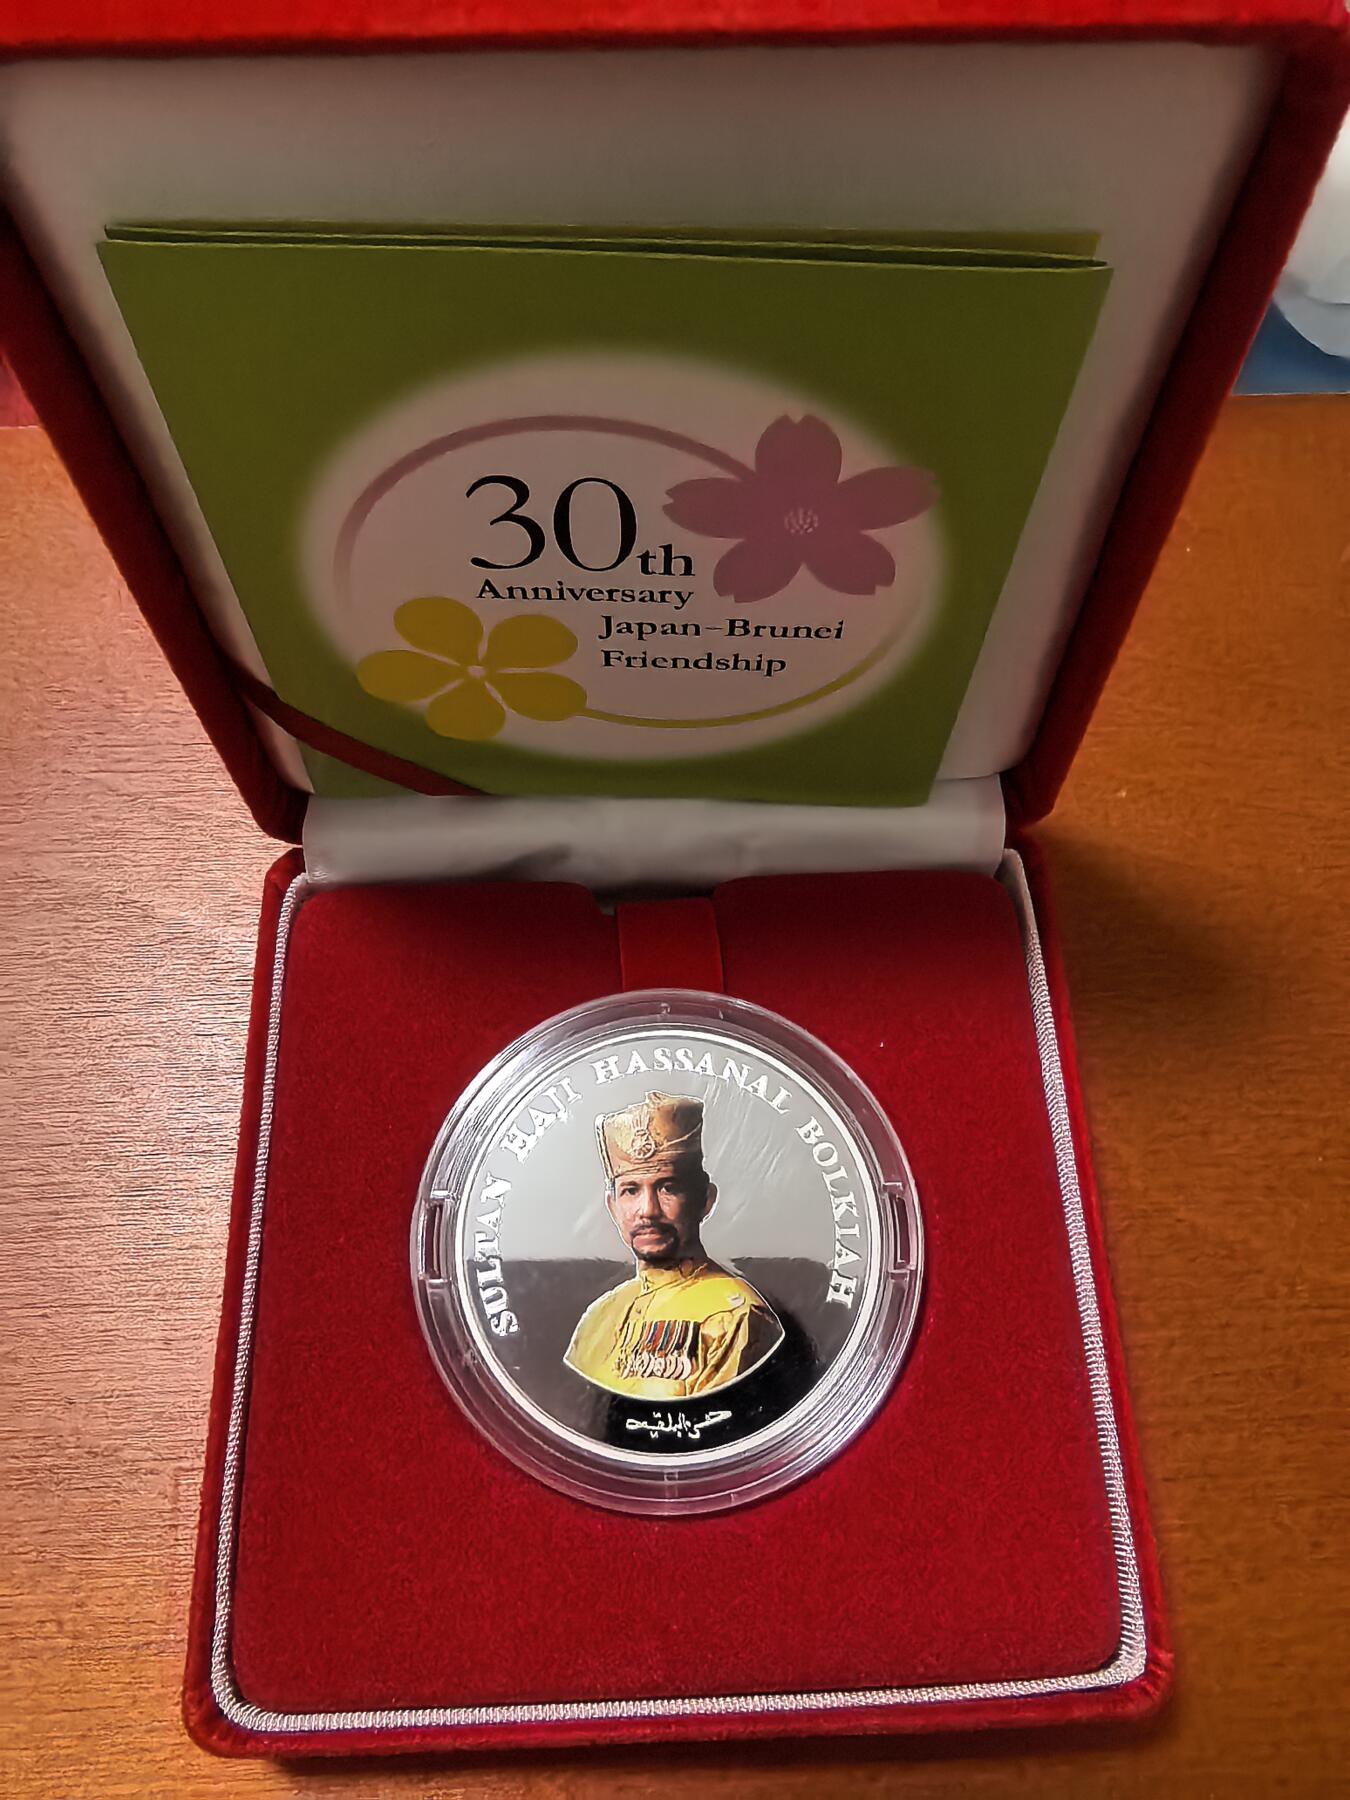 30th
Anniversary
Japan-Brunei
Friendship
SULTAN HAJI HASSANAL BOLKIAH